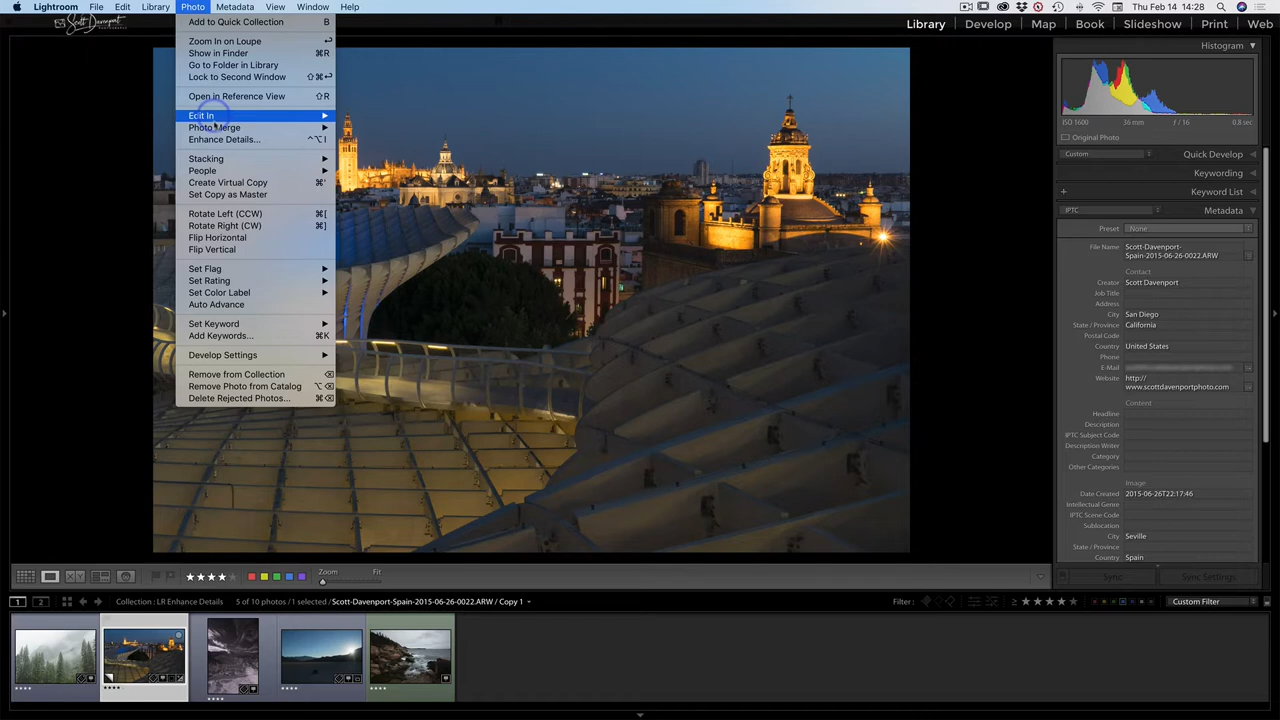 Lightroom File Edit Library Photo Metadata View Window Help Thu Feb 14 14:28
Scott Davenport
PHOTOGRAPHY
Library Develop Map Book Slideshow Print Web
Add to Quick Collection B
Zoom In on Loupe ↩
Show in Finder ⌘R
Go to Folder in Library
Lock to Second Window ⇧⌘↩
Open in Reference View ⇧R
Edit In
Photo Merge
Enhance Details... ^⌥I
Stacking
People
Create Virtual Copy ⌘'
Set Copy as Master
Rotate Left (CCW) ⌘[
Rotate Right (CW) ⌘]
Flip Horizontal
Flip Vertical
Set Flag
Set Rating
Set Color Label
Auto Advance
Set Keyword
Add Keywords... ⌘K
Develop Settings
Remove from Collection ⌫
Remove Photo from Catalog ⌥⌫
Delete Rejected Photos... ⌘⌫
Histogram
ISO 1600 36 mm f / 16 0.8 sec
Original Photo
Custom Quick Develop
Keywording
Keyword List
IPTC Metadata
Preset None
File Name Scott-Davenport-
Spain-2015-06-26-0022.ARW
Contact
Creator Scott Davenport
Job Title
Address
City San Diego
State / Province California
Postal Code
Country United States
Phone
E-Mail
Website http://
www.scottdavenportphoto.com
Content
Headline
Description
IPTC Subject Code
Description Writer
Category
Other Categories
Image
Date Created 2015-06-26T22:17:46
Intellectual Genre
IPTC Scene Code
Sublocation
City Seville
State / Province
Country Spain
Sync Sync Settings
Zoom Fit
1 2 Collection : LR Enhance Details 5 of 10 photos / 1 selected / Scott-Davenport-Spain-2015-06-26-0022.ARW / Copy 1 Filter : Custom Filter